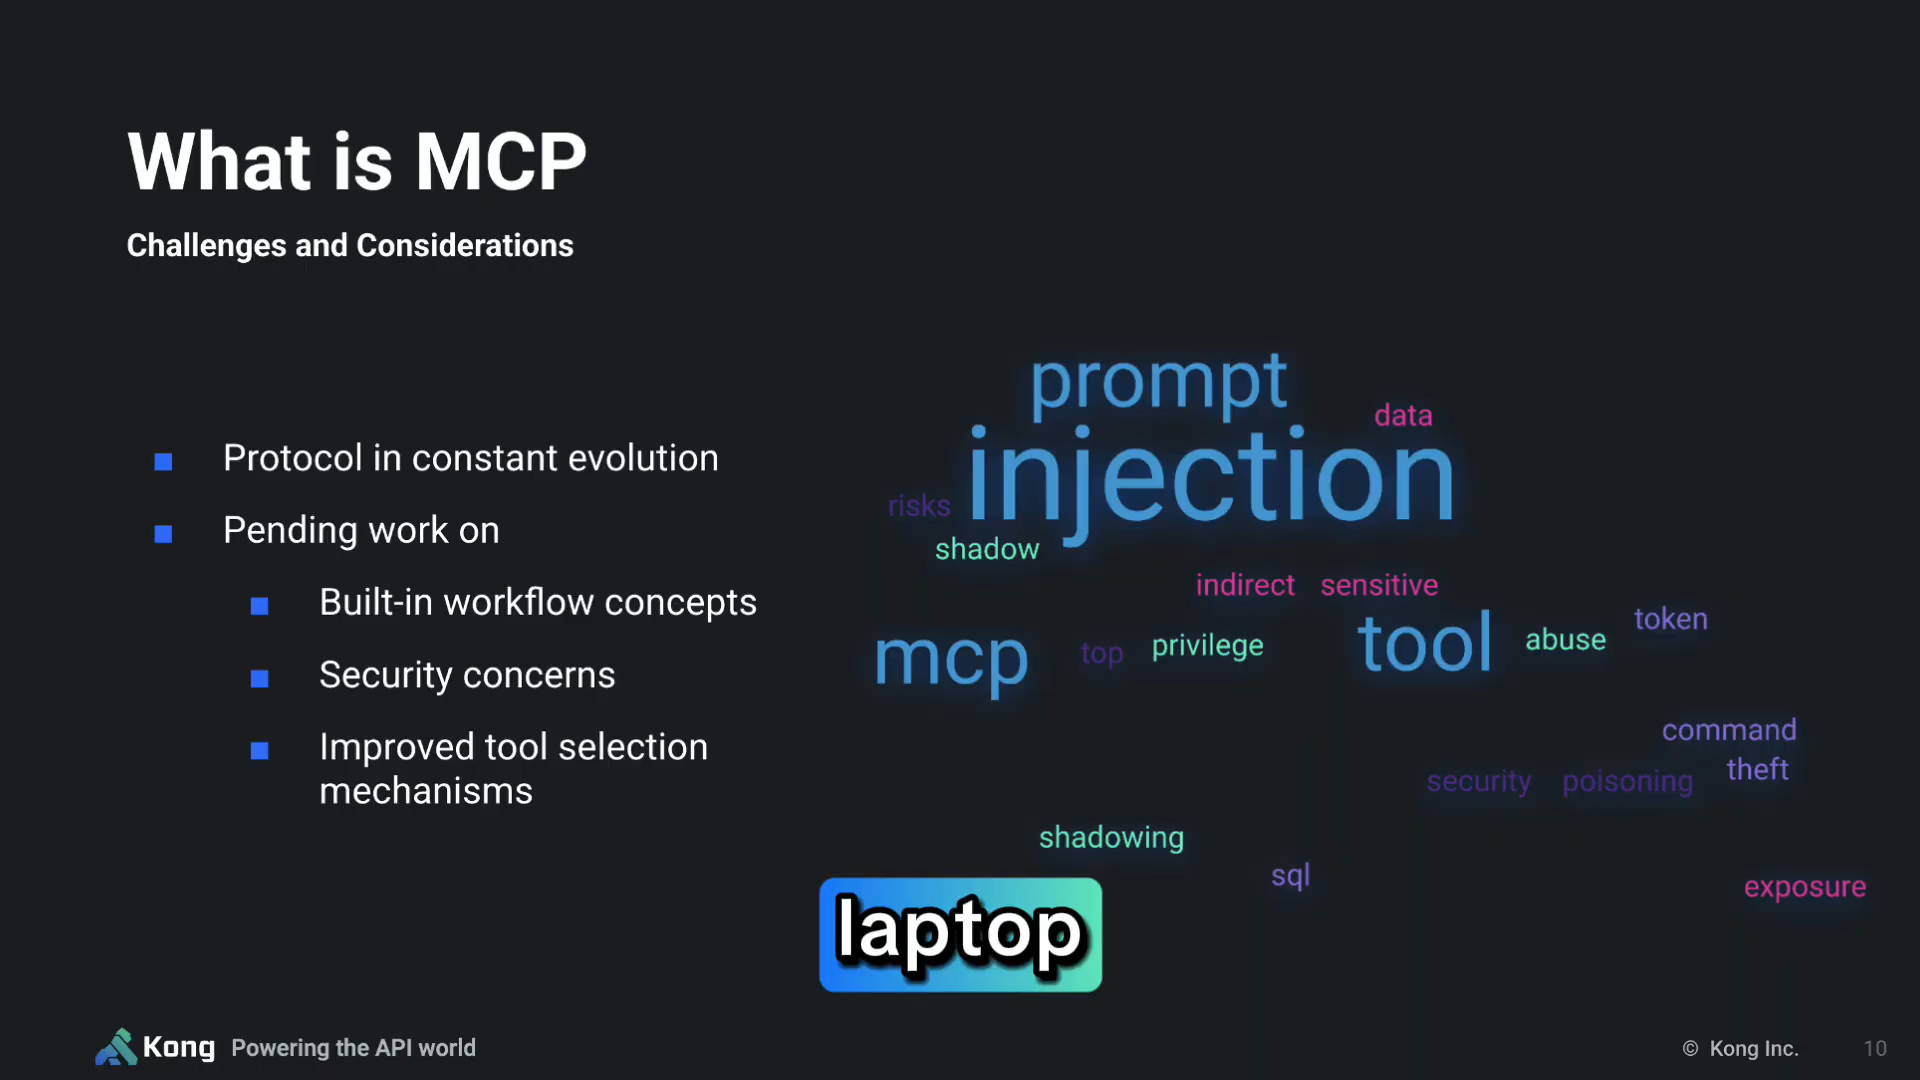 What is MCP
Challenges and Considerations
Protocol in constant evolution
Pending work on
Built-in workflow concepts
Security concerns
Improved tool selection
mechanisms
prompt
data
injection
risks
shadow
indirect sensitive
token
mcp top privilege tool abuse
command
theft
security poisoning
shadowing
sql
exposure
laptop
Kong Powering the API world
© Kong Inc. 10